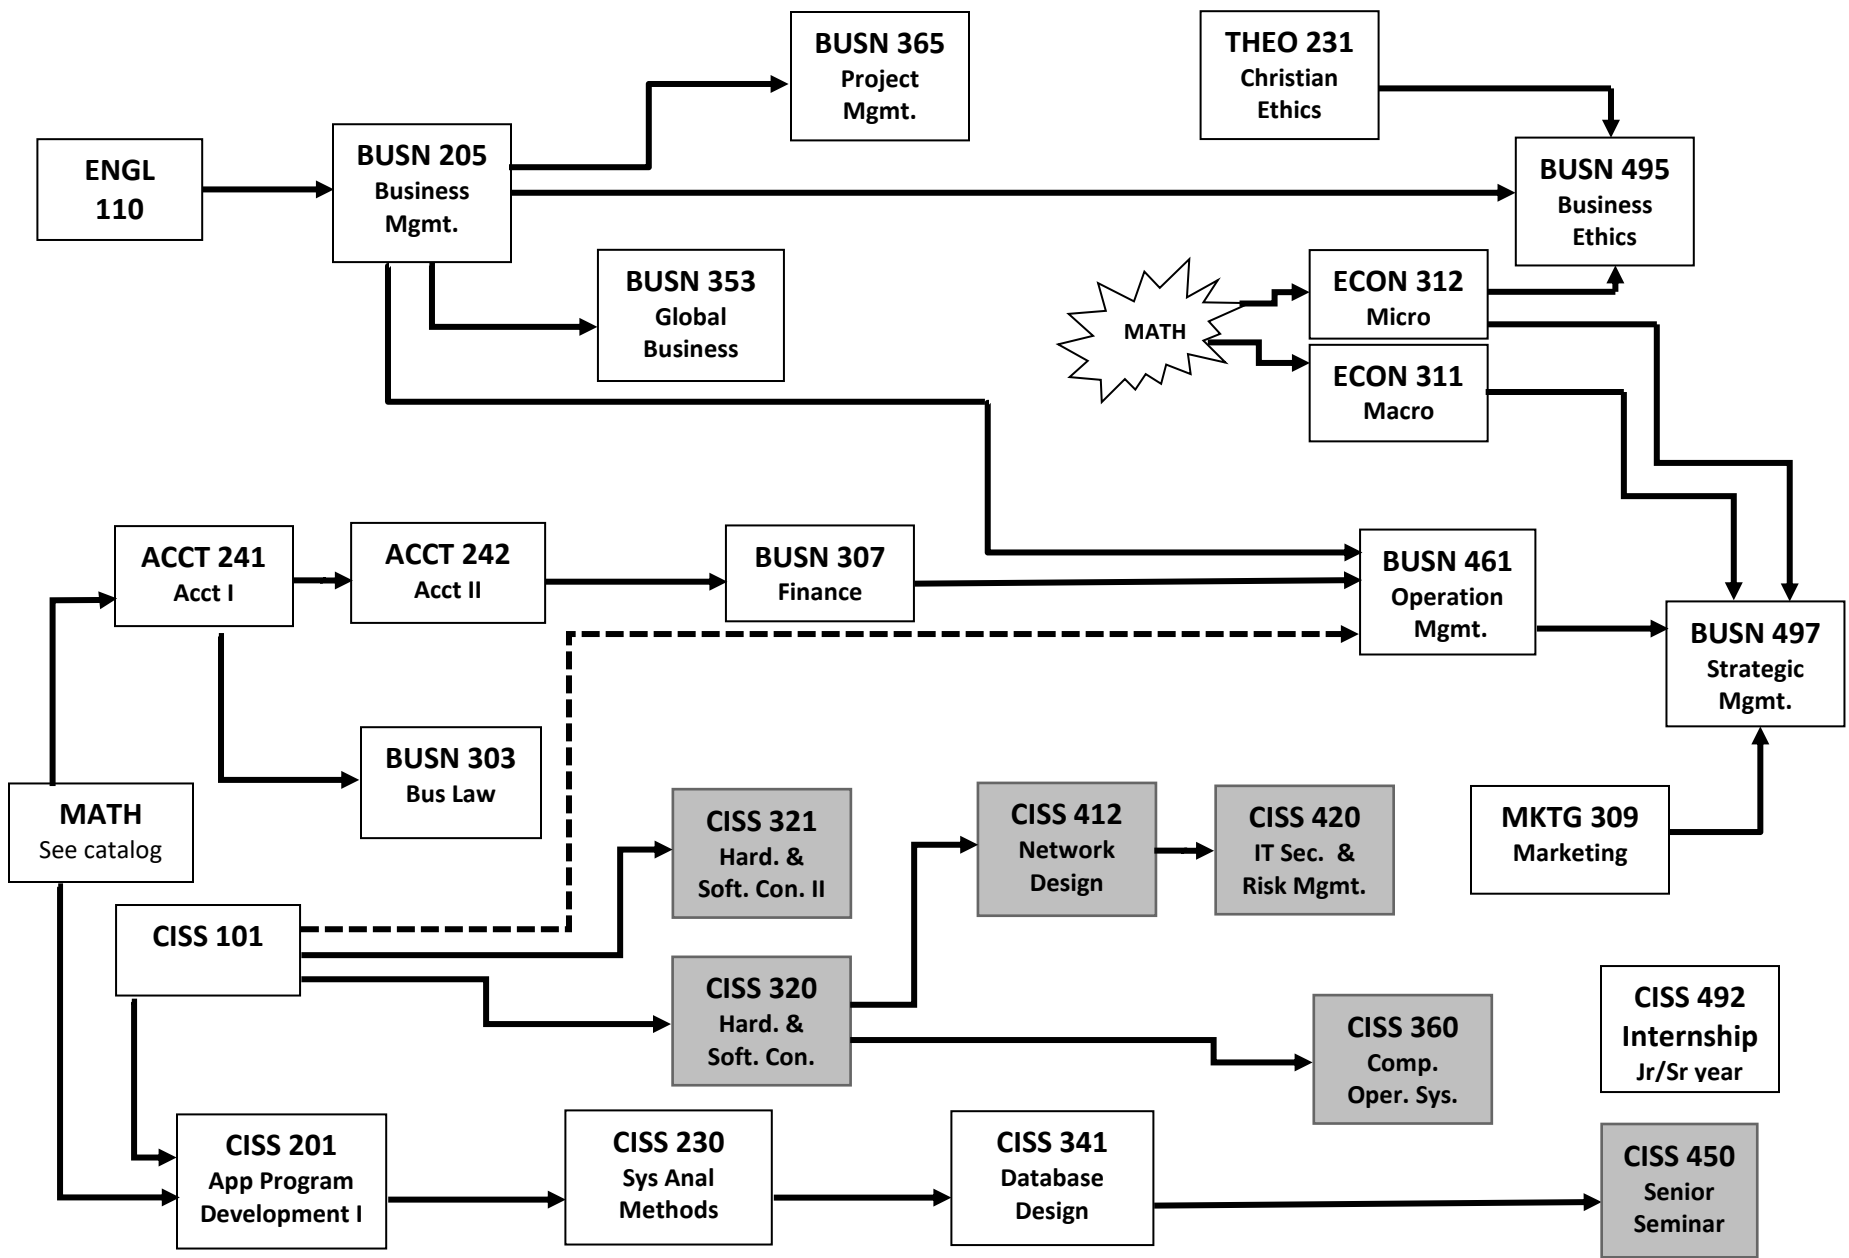 BUSN 365
Project
Mgmt.
THEO 231
Christian
Ethics
ENGL
110
BUSN 205
Business
Mgmt.
BUSN 495
Business
Ethics
BUSN 353
Global
Business
MATH
ECON 312
Micro
ECON 311
Macro
ACCT 241
Acct I
ACCT 242
Acct II
BUSN 307
Finance
BUSN 461
Operation
Mgmt.
BUSN 497
Strategic
Mgmt.
BUSN 303
Bus Law
MATH
See catalog
CISS 321
Hard. &
Soft. Con. II
CISS 412
Network
Design
CISS 420
IT Sec. &
Risk Mgmt.
MKTG 309
Marketing
CISS 101
CISS 320
Hard. &
Soft. Con.
CISS 360
Comp.
Oper. Sys.
CISS 492
Internship
Jr/Sr year
CISS 201
App Program
Development I
CISS 230
Sys Anal
Methods
CISS 341
Database
Design
CISS 450
Senior
Seminar